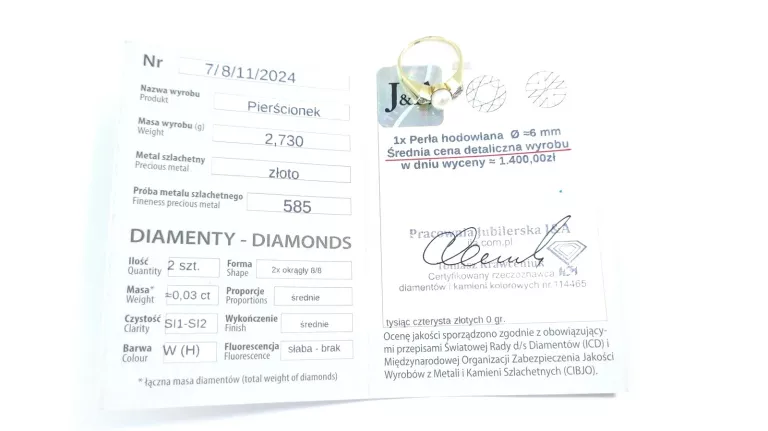 Nr 7/8/11/2024
Nazwa wyrobu
Produkt
Pierścionek
Masa wyrobu (g)
Weight
2,730
Metal szlachetny
Precious metal
złoto
Próba metalu szlachetnego
Fineness precious metal
585
DIAMENTY - DIAMONDS
Ilość
Quantity
2 szt.
Forma
Shape
2x okrągły 8/8
Masa*
Weight
≈0,03 ct
Proporcje
Proportions
średnie
Czystość
Clarity
SI1-SI2
Wykończenie
Finish
średnie
Barwa
Colour
W (H)
Fluorescencja
Fluorescence
słaba - brak
* łączna masa diamentów (total weight of diamonds)
1x Perła hodowlana Ø ≈6 mm
Średnia cena detaliczna wyrobu
w dniu wyceny ≈ 1.400,00zł
Pracownia Jubilerska J&A
Certyfikowany rzeczoznawca
diamentów i kamieni kolorowych nr 114465
tysiąc czterysta złotych 0 gr.
Ocenę jakości sporządzono zgodnie z obowiązujący-
mi przepisami Światowej Rady d/s Diamentów (ICD) i
Międzynarodowej Organizacji Zabezpieczenia Jakości
Wyrobów z Metali i Kamieni Szlachetnych (CIBJO).